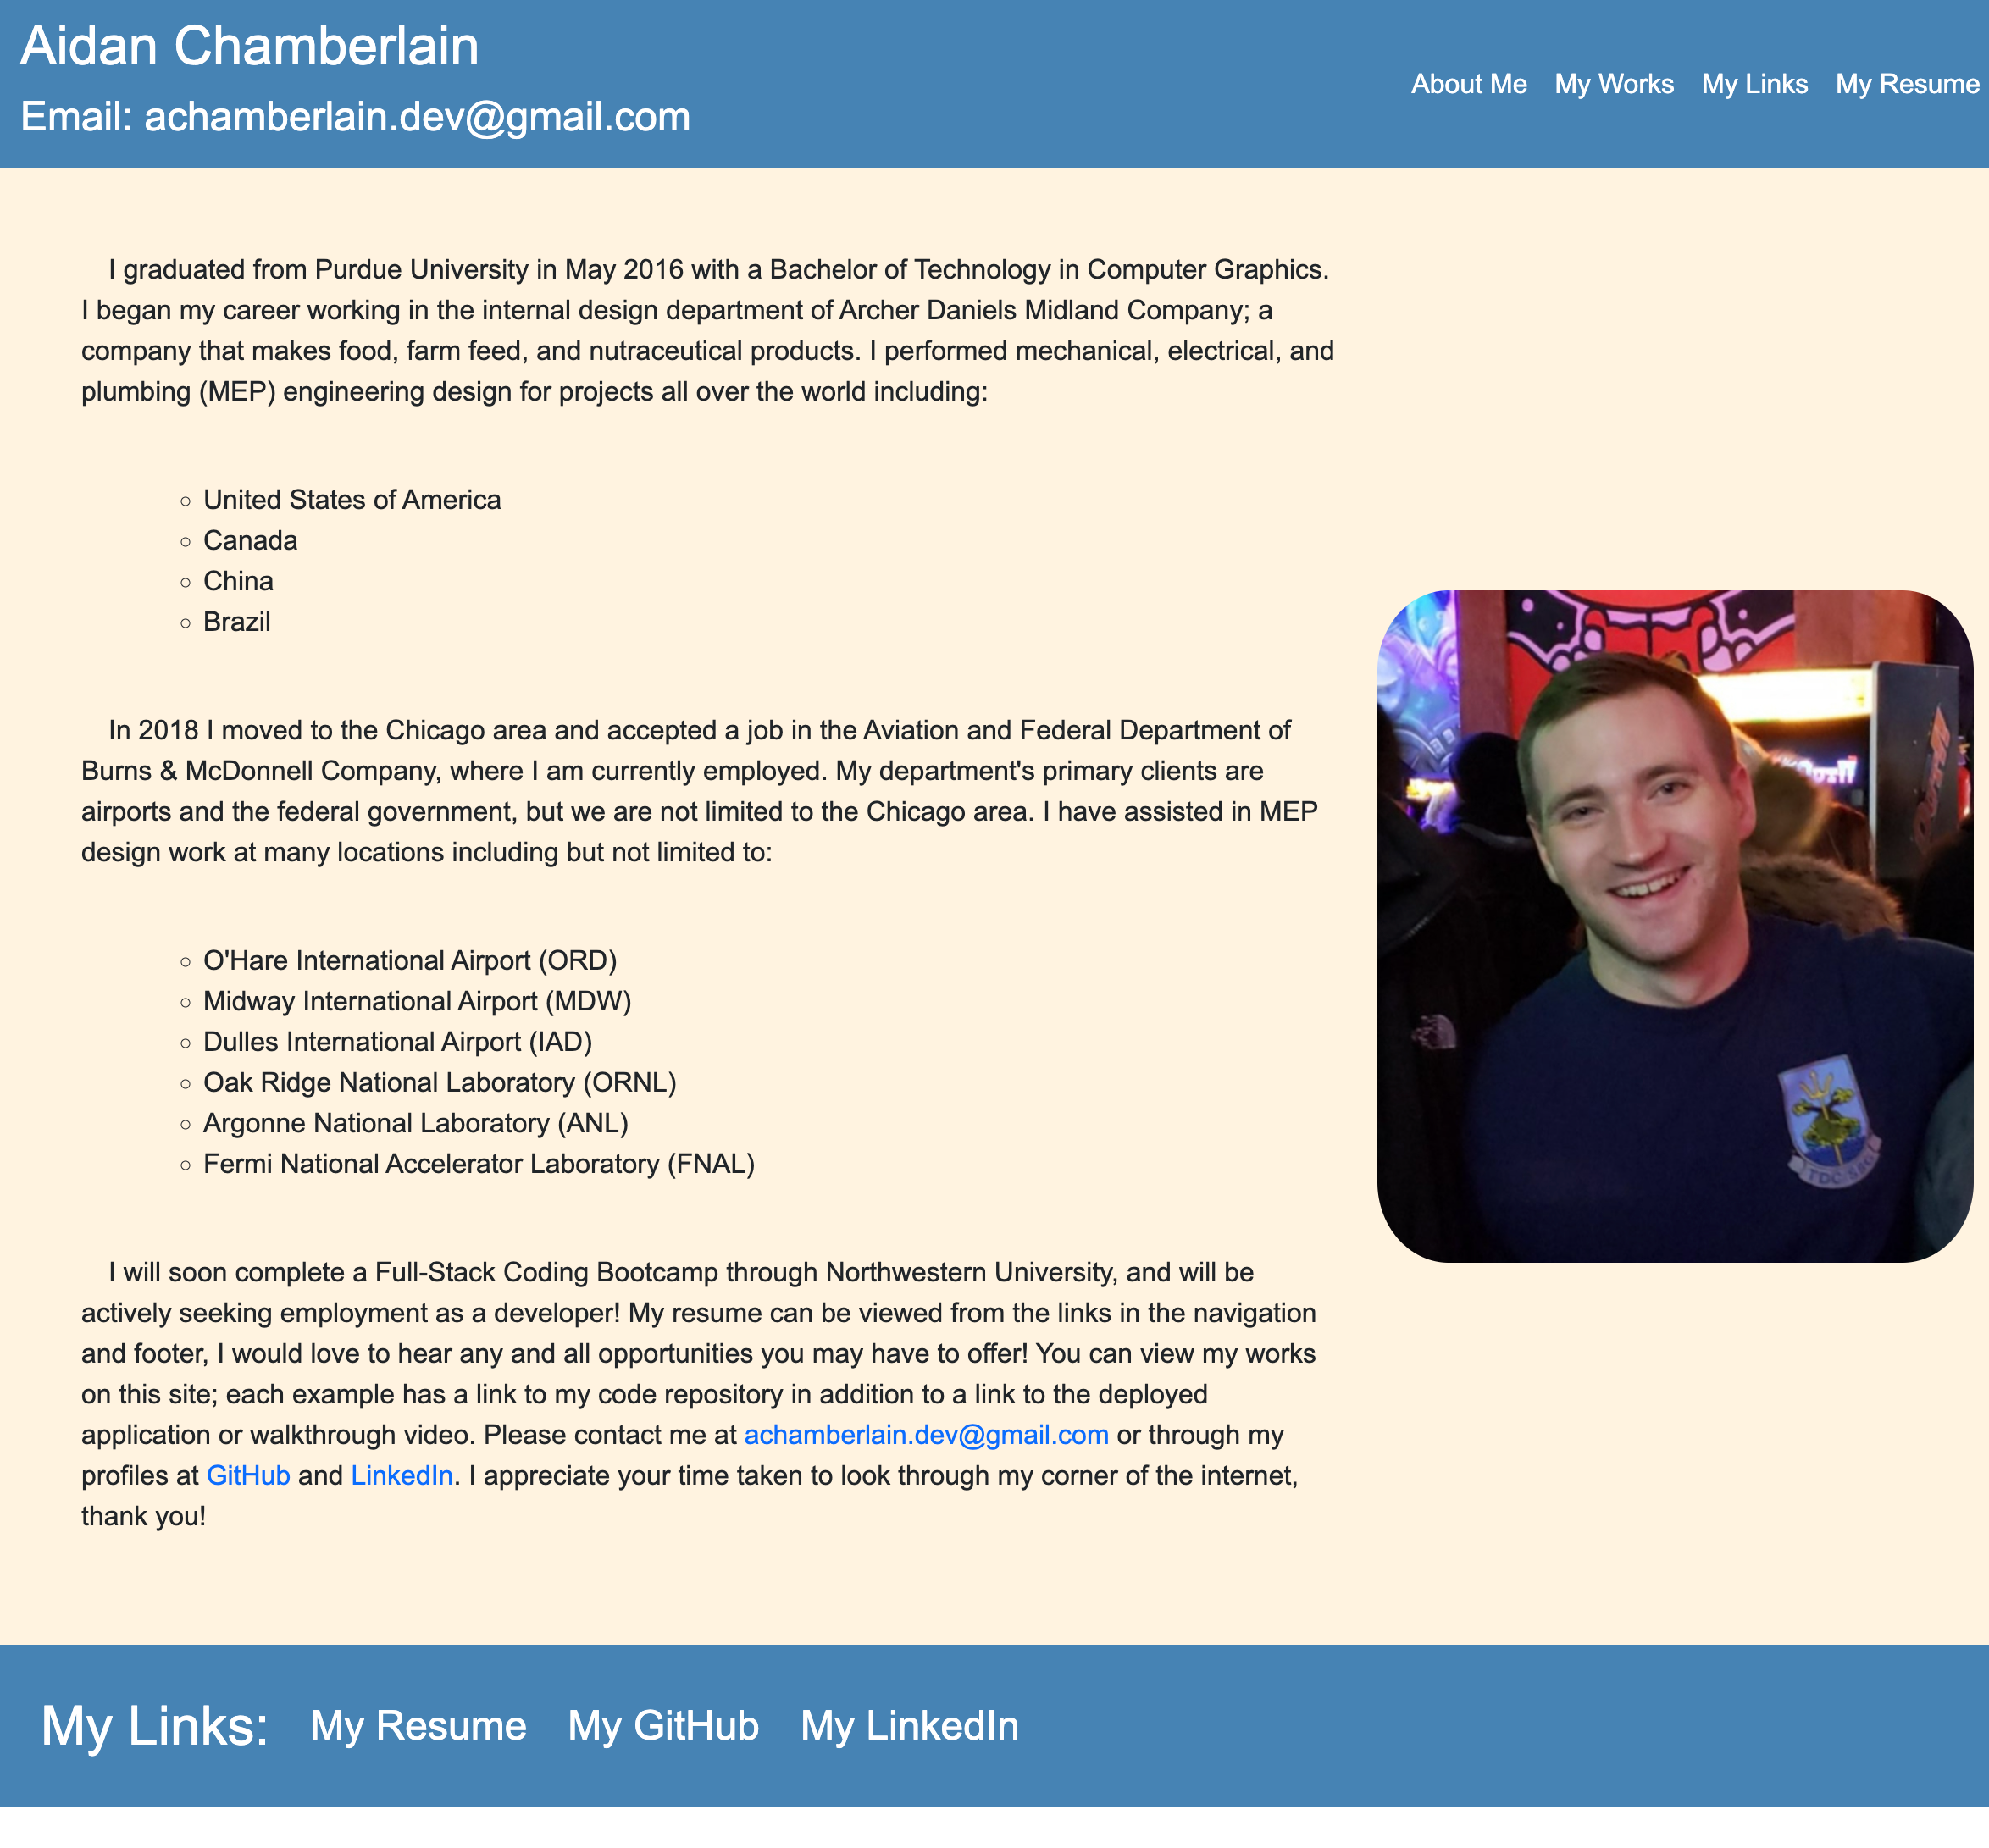 Aidan Chamberlain
Email: achamberlain.dev@gmail.com
About Me My Works My Links My Resume
I graduated from Purdue University in May 2016 with a Bachelor of Technology in Computer Graphics.
I began my career working in the internal design department of Archer Daniels Midland Company; a
company that makes food, farm feed, and nutraceutical products. I performed mechanical, electrical, and
plumbing (MEP) engineering design for projects all over the world including:
United States of America
Canada
China
Brazil
In 2018 I moved to the Chicago area and accepted a job in the Aviation and Federal Department of
Burns & McDonnell Company, where I am currently employed. My department's primary clients are
airports and the federal government, but we are not limited to the Chicago area. I have assisted in MEP
design work at many locations including but not limited to:
O'Hare International Airport (ORD)
Midway International Airport (MDW)
Dulles International Airport (IAD)
Oak Ridge National Laboratory (ORNL)
Argonne National Laboratory (ANL)
Fermi National Accelerator Laboratory (FNAL)
I will soon complete a Full-Stack Coding Bootcamp through Northwestern University, and will be
actively seeking employment as a developer! My resume can be viewed from the links in the navigation
and footer, I would love to hear any and all opportunities you may have to offer! You can view my works
on this site; each example has a link to my code repository in addition to a link to the deployed
application or walkthrough video. Please contact me at achamberlain.dev@gmail.com or through my
profiles at GitHub and LinkedIn. I appreciate your time taken to look through my corner of the internet,
thank you!
My Links: My Resume My GitHub My LinkedIn